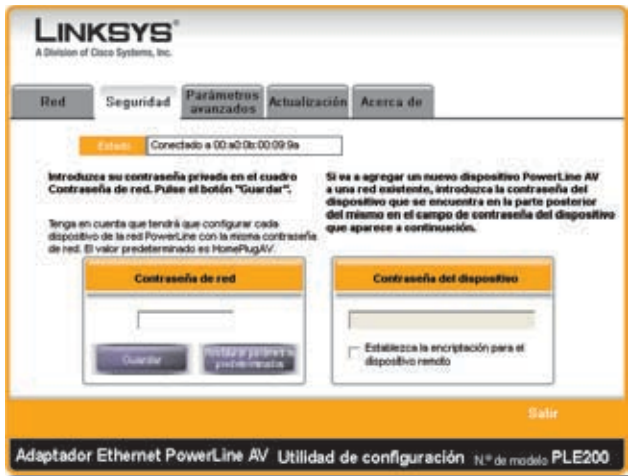 LINKSYS®
A Division of Cisco Systems, Inc.
Red
Seguridad
Parámetros
avanzados
Actualización
Acerca de
Estado
Conectado a 00:a0:0b:00:09:9a
Introduzca su contraseña privada en el cuadro
Contraseña de red. Pulse el botón "Guardar".
Tenga en cuenta que tendrá que configurar cada
dispositivo de la red PowerLine con la misma contraseña
de red. El valor predeterminado es HomePlugAV.
Si va a agregar un nuevo dispositivo PowerLine AV
a una red existente, introduzca la contraseña del
dispositivo que se encuentra en la parte posterior
del mismo en el campo de contraseña del dispositivo
que aparece a continuación.
Contraseña de red
Guardar
Restaurar parámetros
predeterminados
Contraseña del dispositivo
Establezca la encriptación para el
dispositivo remoto
Salir
Adaptador Ethernet PowerLine AV Utilidad de configuración N.º de modelo PLE200